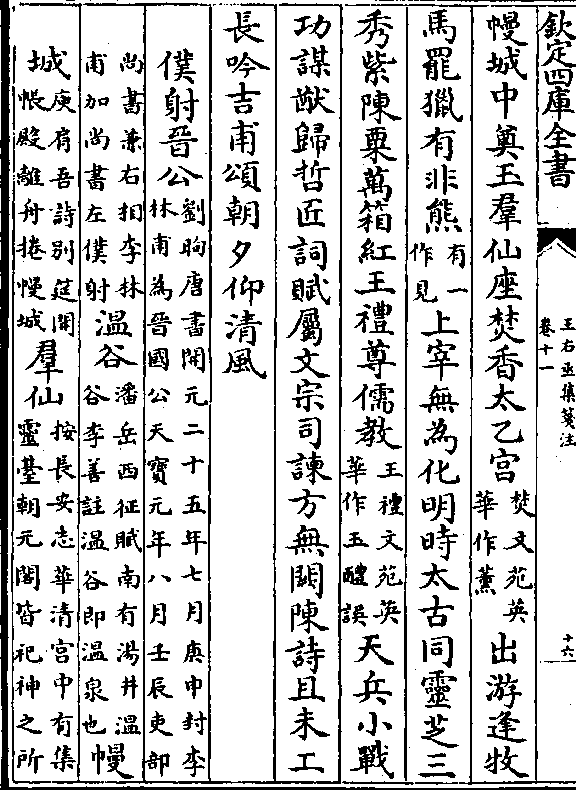 欽定四庫全書
王右丞集箋注
卷十一
十六
幔城中奠玉羣仙座焚香太乙宮焚文苑英華作薰出游逢牧
馬罷獵有非熊有一作見上宰無為化明時太古同靈芝三
秀紫陳粟萬箱紅王禮尊儒教王禮文苑英華作玉醴誤天兵小戰
功謀猷歸哲匠詞賦屬文宗司諫方無闕陳詩且未工
長吟吉甫頌朝夕仰清風
僕射晉公劉昫唐書開元二十五年七月庚申封李林甫為晉國公天寶元年八月壬辰吏部
尚書兼右相李林甫加尚書左僕射溫谷潘岳西征賦南有湯井溫谷李善註溫谷即溫泉也幔
城庾肩吾詩別筵開帳殿離舟捲幔城羣仙按長安志華清宮中有集靈臺朝元閣皆祀神之所